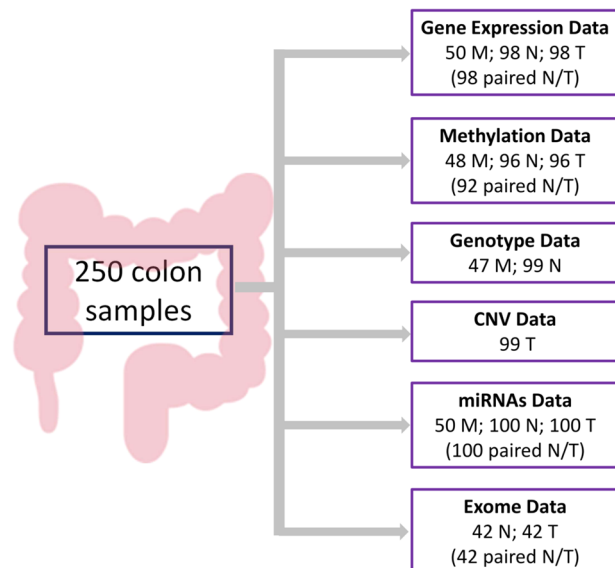 Gene Expression Data
50 M; 98 N; 98 T
(98 paired N/T)
Methylation Data
48 M; 96 N; 96 T
(92 paired N/T)
250 colon
samples
Genotype Data
47 M; 99 N
CNV Data
99 T
miRNAs Data
50 M; 100 N; 100 T
(100 paired N/T)
Exome Data
42 N; 42 T
(42 paired N/T)